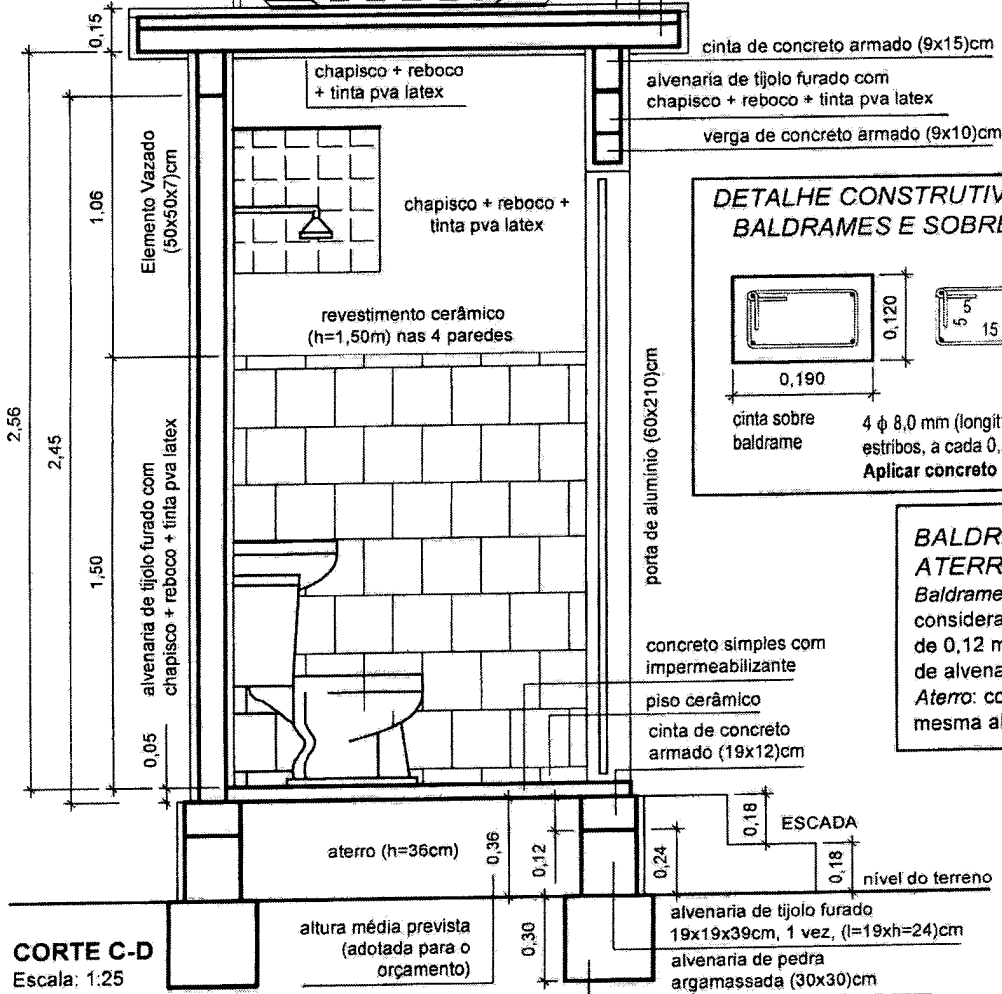 0,15
cinta de concreto armado (9x15)cm
chapisco + reboco
+ tinta pva latex
alvenaria de tijolo furado com
chapisco + reboco + tinta pva latex
verga de concreto armado (9x10)cm
Elemento Vazado
(50x50x7)cm
1,06
chapisco + reboco +
tinta pva latex
DETALHE CONSTRUTIV
BALDRAMES E SOBRE
revestimento cerâmico
(h=1,50m) nas 4 paredes
0,120
5
5
15
0,190
cinta sobre
baldrame
4 ϕ 8,0 mm (longit
estribos, a cada 0,
Aplicar concreto
2,56
2,45
1,50
alvenaria de tijolo furado com
chapisco + reboco + tinta pva latex
porta de alumínio (60x210)cm
BALDR
ATERR
Baldrame
considera
de 0,12 m
de alvena
Aterro: co
mesma al
concreto simples com
impermeabilizante
piso cerâmico
cinta de concreto
armado (19x12)cm
0,05
aterro (h=36cm)
0,36
0,12
0,24
0,18
ESCADA
0,18
nível do terreno
0,30
altura média prevista
(adotada para o
orçamento)
alvenaria de tijolo furado
19x19x39cm, 1 vez, (l=19xh=24)cm
alvenaria de pedra
argamassada (30x30)cm
CORTE C-D
Escala: 1:25